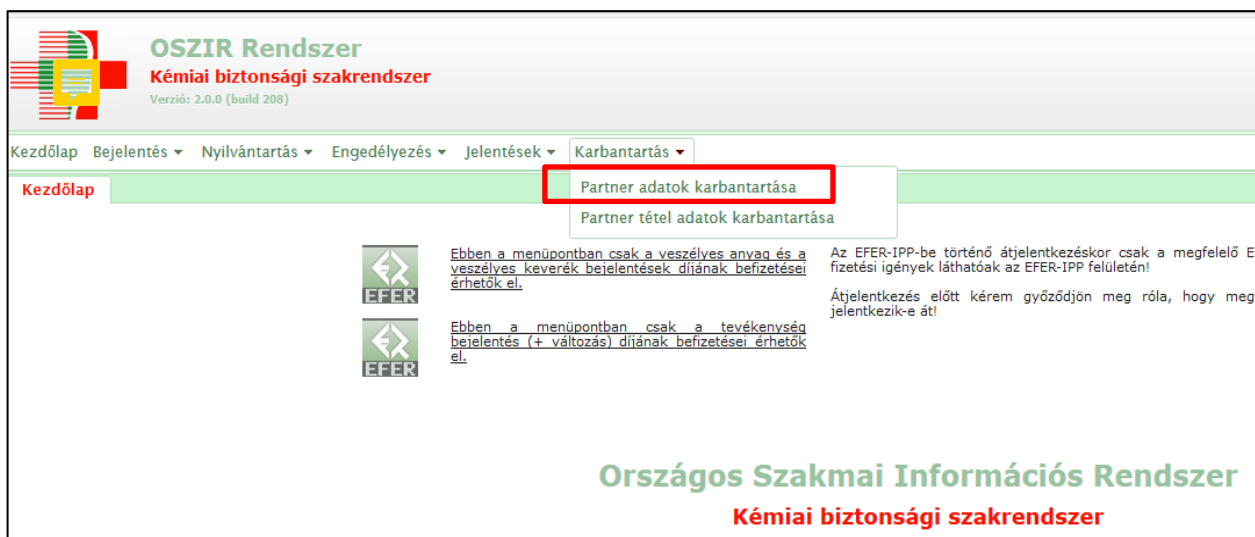 OSZIR Rendszer
Kémiai biztonsági szakrendszer
Verzió: 2.0.0 (build 208)
Kezdőlap Bejelentés Nyilvántartás Engedélyezés Jelentések Karbantartás
Kezdőlap
Partner adatok karbantartása
Partner tétel adatok karbantartása
EFER
Ebben a menüpontban csak a veszélyes anyag és a
veszélyes keverék bejelentések díjának befizetései
érhetők el.
EFER
Ebben a menüpontban csak a tevékenység
bejelentés (+ változás) díjának befizetései érhetők
el.
Az EFER-IPP-be történő átjelentkezéskor csak a megfelelő E
fizetési igények láthatóak az EFER-IPP felületén!
Átjelentkezés előtt kérem győződjön meg róla, hogy meg
jelentkezik-e át!
Országos Szakmai Információs Rendszer
Kémiai biztonsági szakrendszer